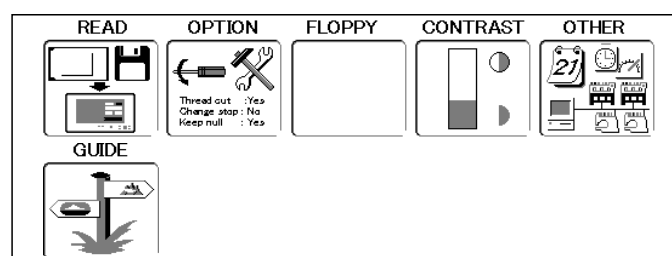 READ OPTION FLOPPY CONTRAST OTHER
21
Thread cut :Yes
Change stop : No
Keep null : Yes
GUIDE